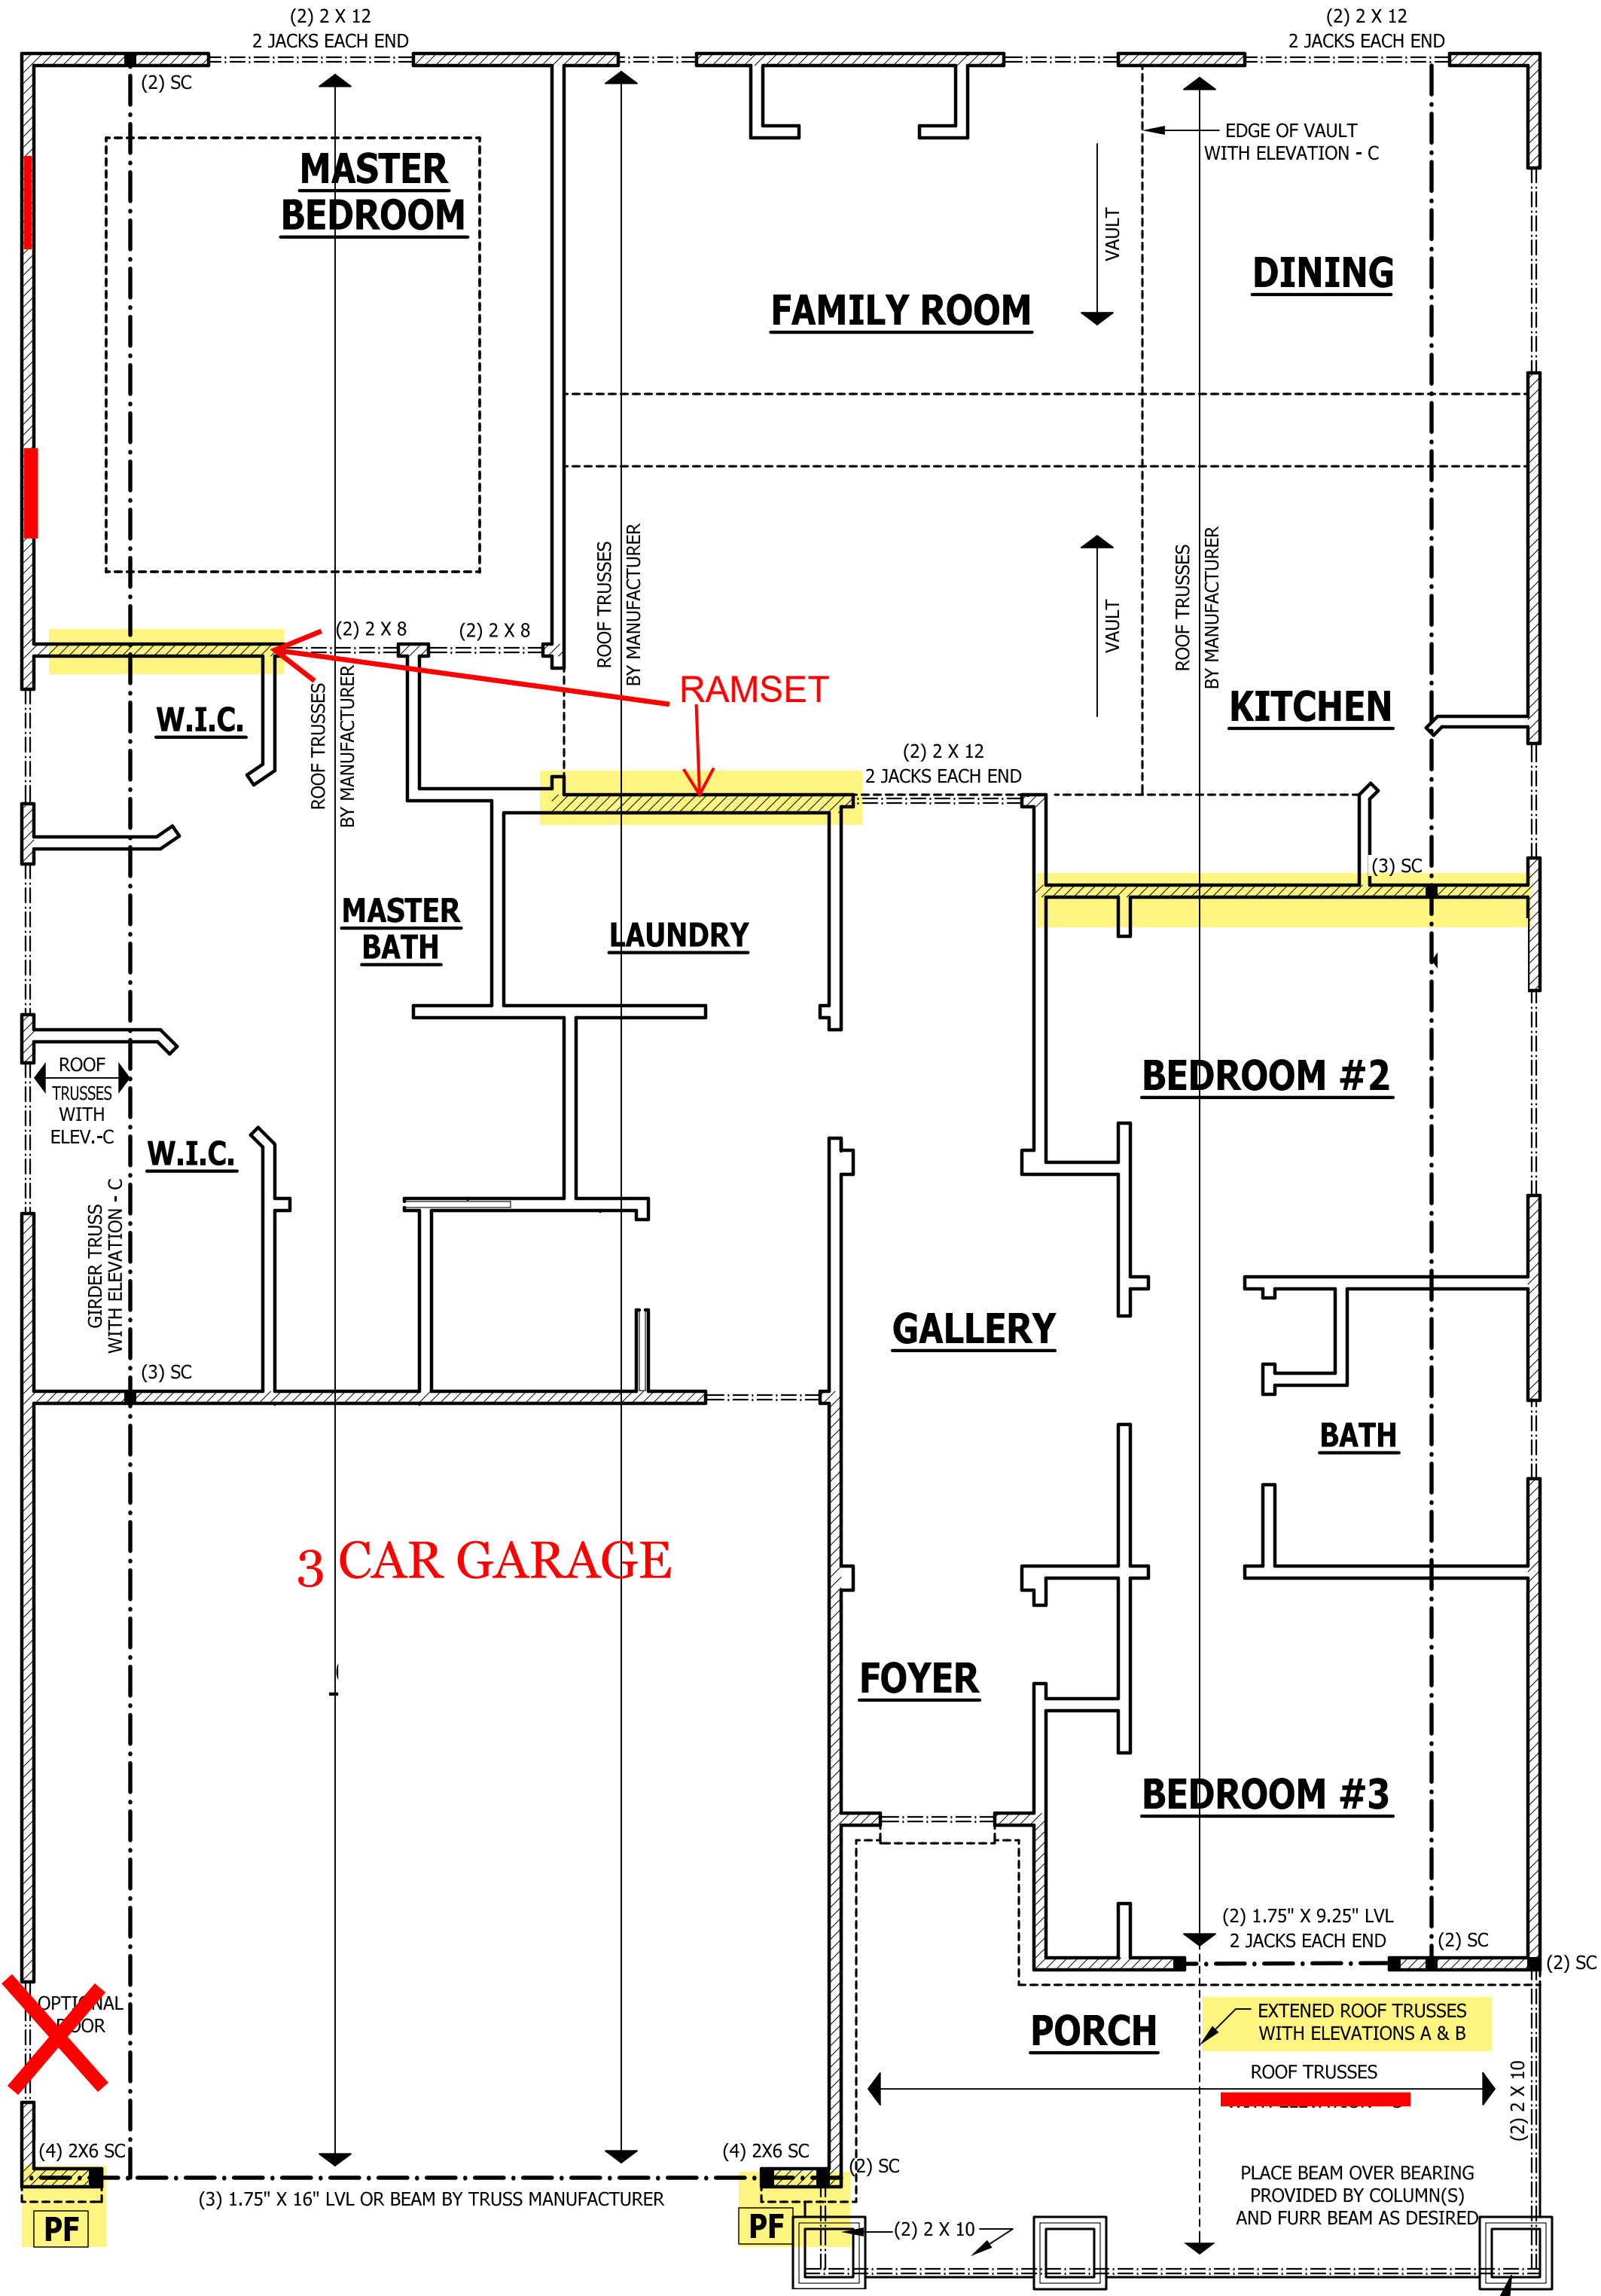 (2) 2 X 12
2 JACKS EACH END
(2) 2 X 12
2 JACKS EACH END
(2) SC
EDGE OF VAULT
WITH ELEVATION - C
MASTER
BEDROOM
VAULT
DINING
FAMILY ROOM
ROOF TRUSSES
BY MANUFACTURER
ROOF TRUSSES
BY MANUFACTURER
VAULT
(2) 2 X 8
(2) 2 X 8
RAMSET
W.I.C.
ROOF TRUSSES
BY MANUFACTURER
KITCHEN
(2) 2 X 12
2 JACKS EACH END
(3) SC
MASTER
BATH
LAUNDRY
ROOF
TRUSSES
WITH
ELEV.-C
BEDROOM #2
W.I.C.
GIRDER TRUSS
WITH ELEVATION - C
GALLERY
(3) SC
BATH
3 CAR GARAGE
FOYER
BEDROOM #3
(2) 1.75" X 9.25" LVL
2 JACKS EACH END
(2) SC
(2) SC
OPTIONAL
DOOR
PORCH
EXTENED ROOF TRUSSES
WITH ELEVATIONS A & B
ROOF TRUSSES
(2) 2 X 10
(4) 2X6 SC
(4) 2X6 SC
(2) SC
(3) 1.75" X 16" LVL OR BEAM BY TRUSS MANUFACTURER
PLACE BEAM OVER BEARING
PROVIDED BY COLUMN(S)
AND FURR BEAM AS DESIRED
PF
PF
(2) 2 X 10